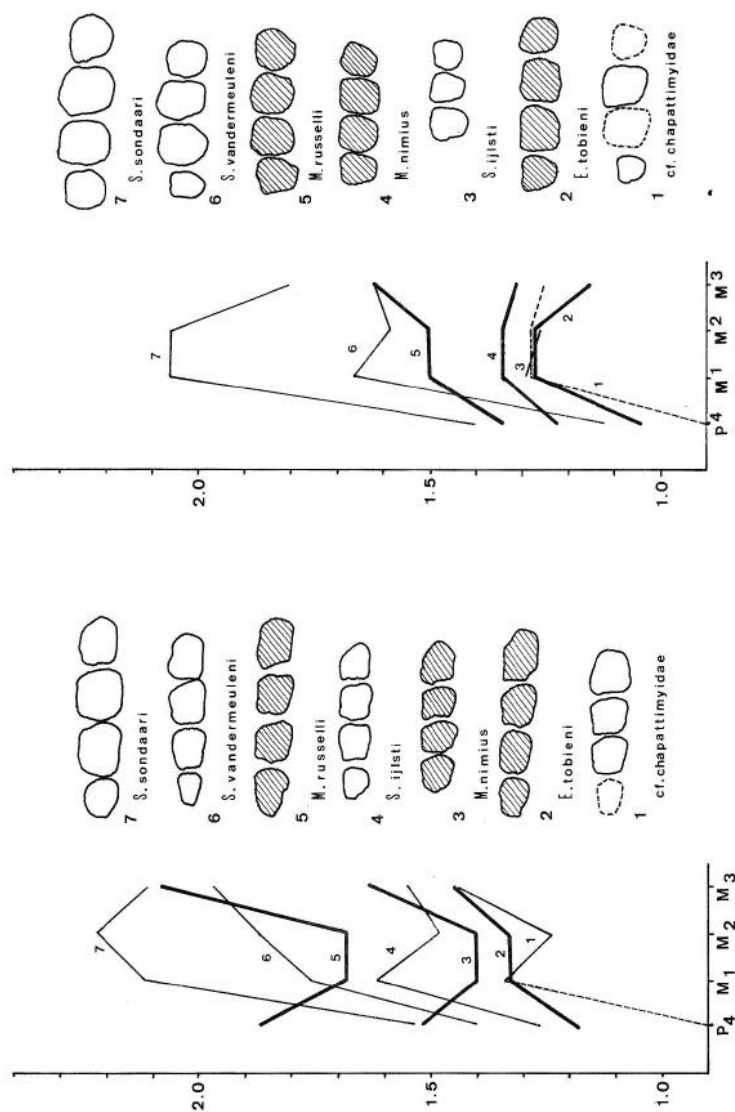 2.0
1.5
1.0
P4
M1
M2
M3
7
6
5
4
3
2
1
7
S. sondaari
6
S. vandermeuleni
5
M. russelli
4
S. ijlsti
3
M. nimius
2
E. tobieni
1
cf. chapattimyidae
2.0
1.5
1.0
P4
M1
M2
M3
7
6
5
4
3
2
1
7
S. sondaari
6
S. vandermeuleni
5
M. russelli
4
M. nimius
3
S. ijlsti
2
E. tobieni
1
cf. chapattimyidae